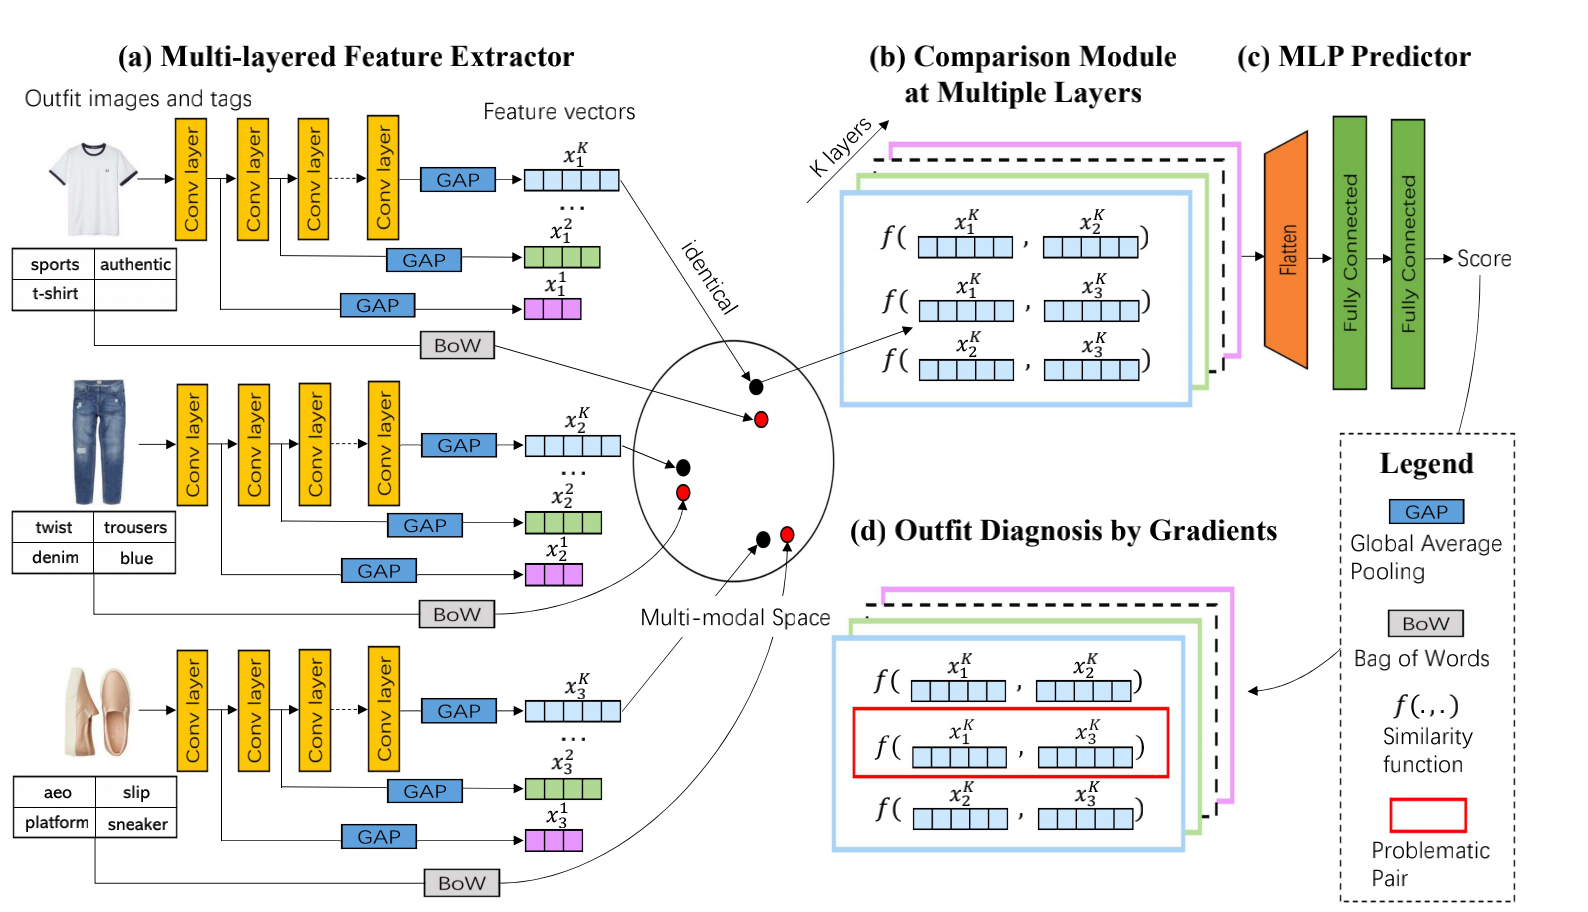 (a) Multi-layered Feature Extractor
Outfit images and tags
Feature vectors
Conv layer
Conv layer
Conv layer
Conv layer
GAP
x_1^K
...
GAP
x_1^2
GAP
x_1^1
sports authentic
t-shirt
BoW
identical
Conv layer
Conv layer
Conv layer
Conv layer
GAP
x_2^K
...
GAP
x_2^2
GAP
x_2^1
twist trousers
denim blue
BoW
Multi-modal Space
Conv layer
Conv layer
Conv layer
Conv layer
GAP
x_3^K
...
GAP
x_3^2
GAP
x_3^1
aeo slip
platform sneaker
BoW
(b) Comparison Module
at Multiple Layers
K layers
f( x_1^K , x_2^K )
f( x_1^K , x_3^K )
f( x_2^K , x_3^K )
(c) MLP Predictor
Flatten
Fully Connected
Fully Connected
Score
(d) Outfit Diagnosis by Gradients
f( x_1^K , x_2^K )
f( x_1^K , x_3^K )
f( x_2^K , x_3^K )
Legend
GAP
Global Average
Pooling
BoW
Bag of Words
f(.,.)
Similarity
function
Problematic
Pair